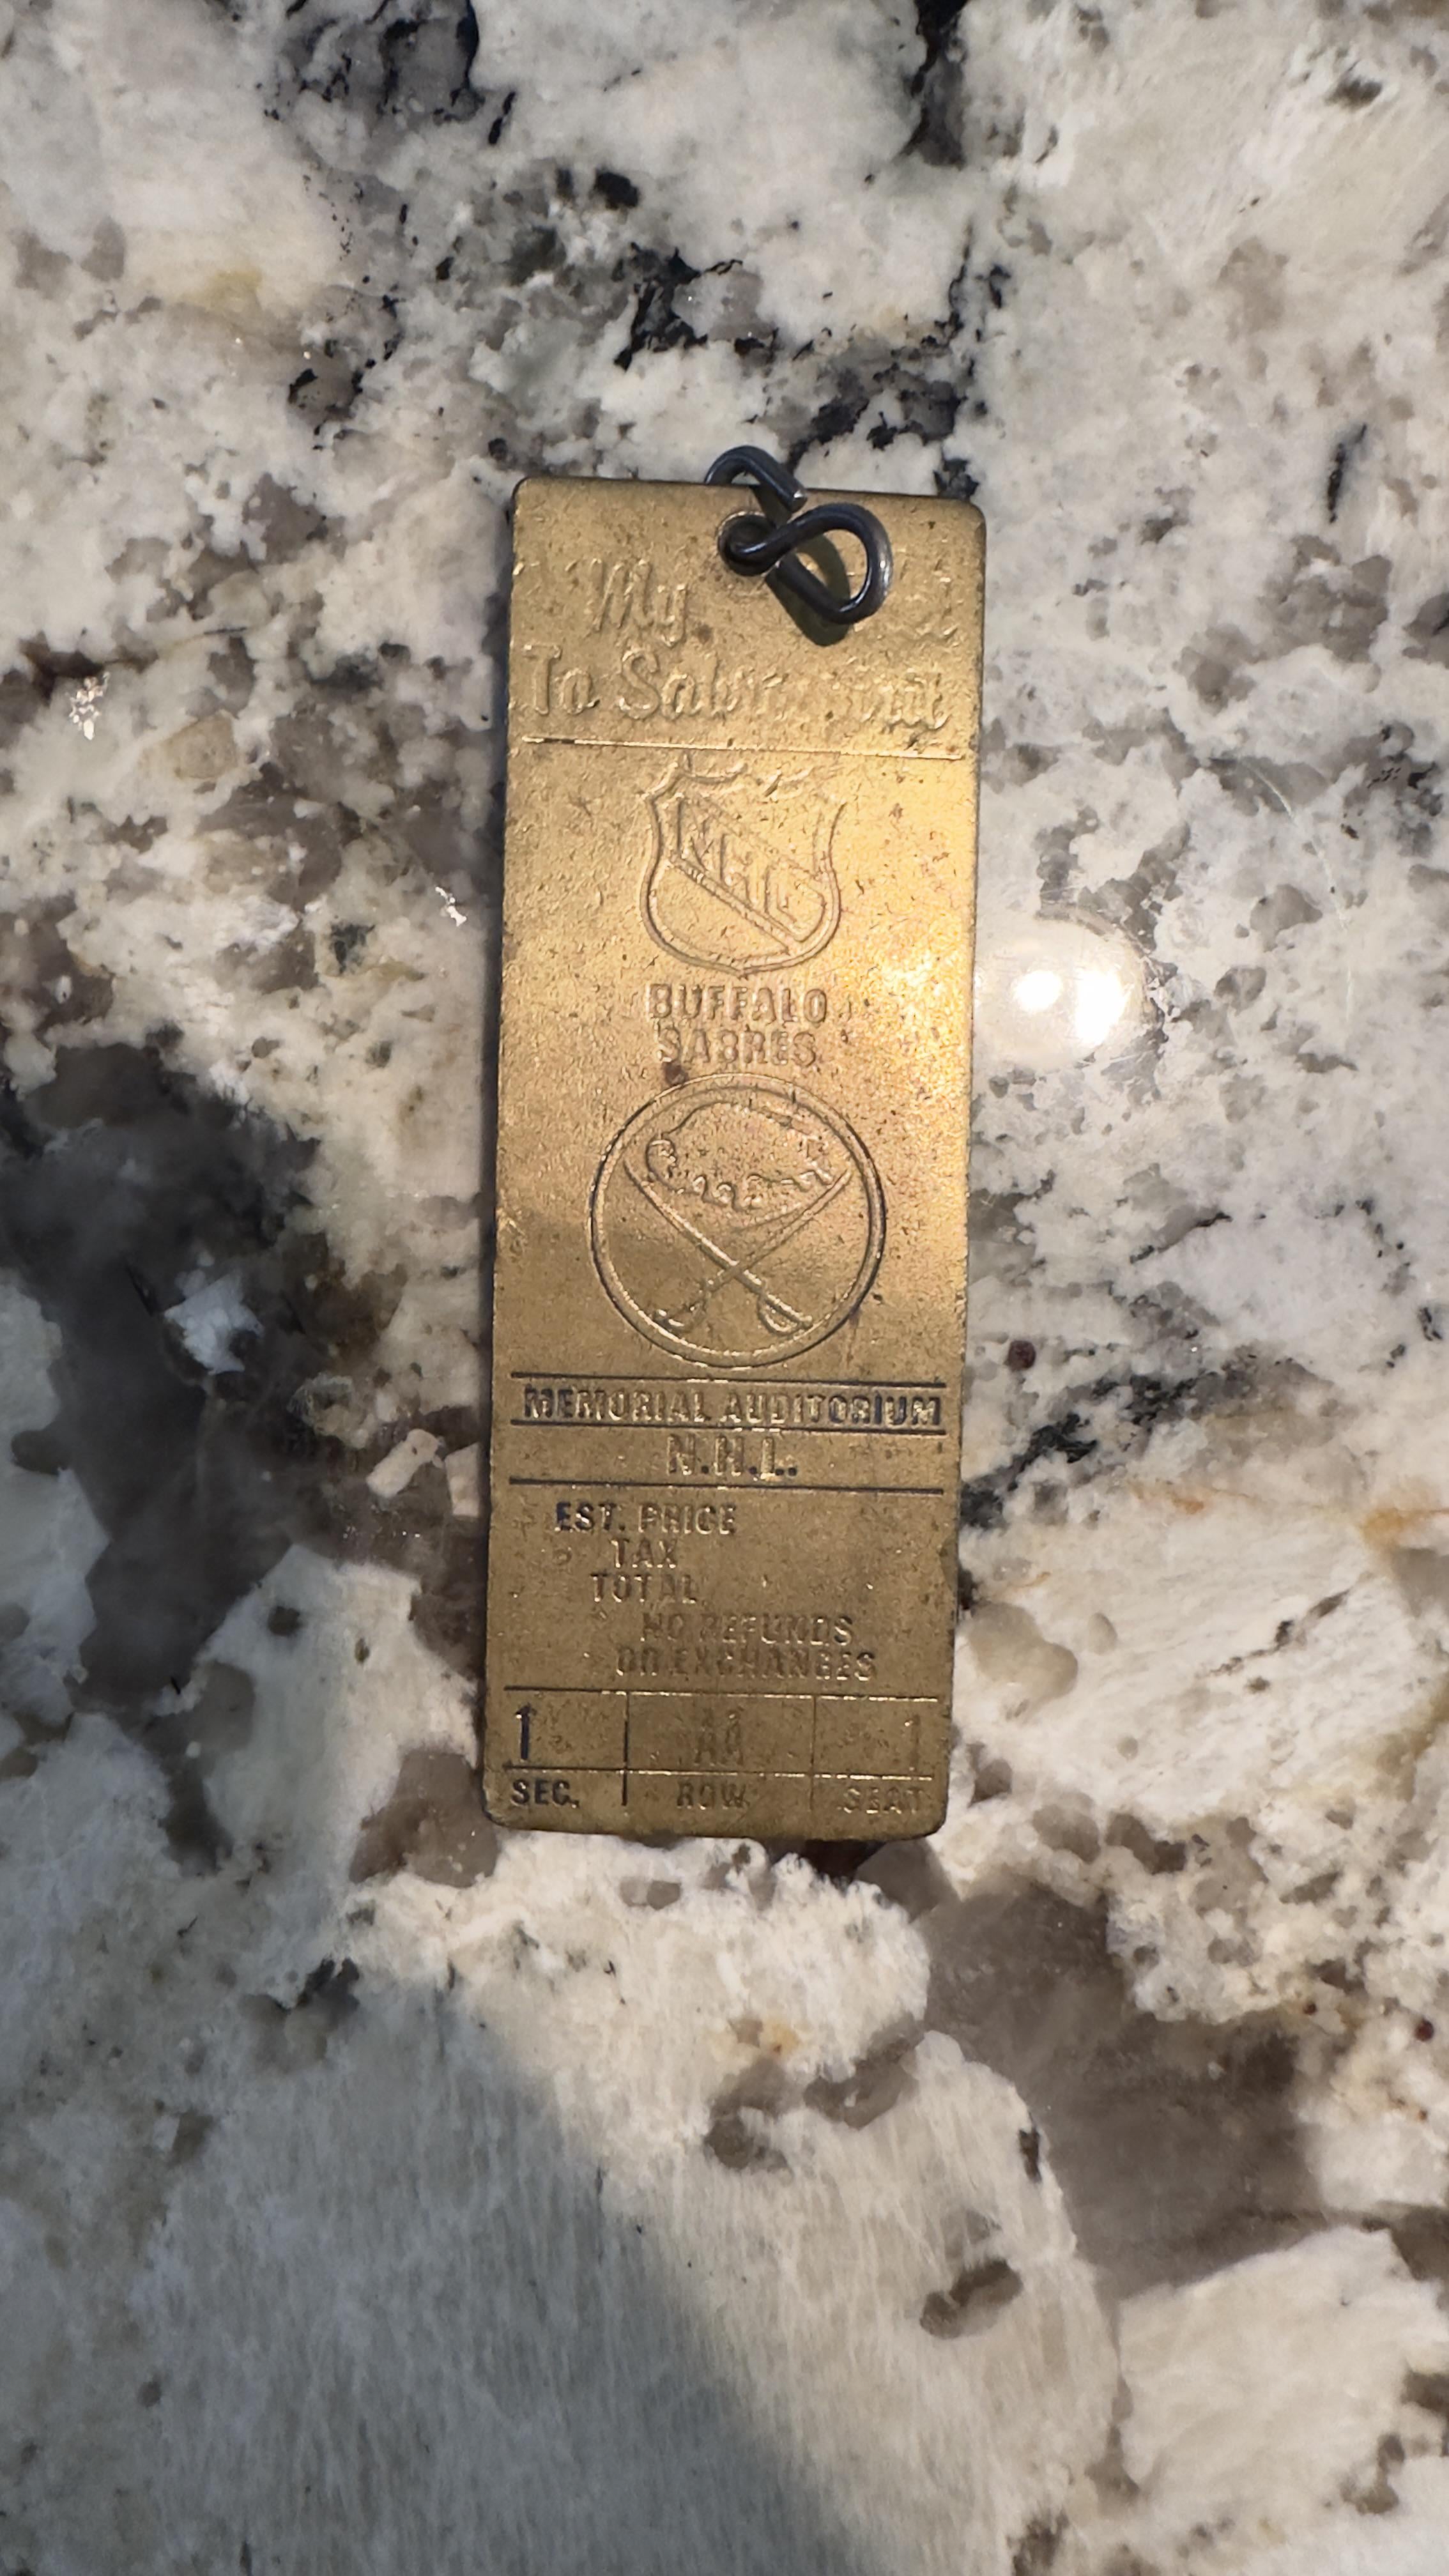 My
To
NHL
BUFFALO
SABRES
MEMORIAL AUDITORIUM
N.H.L.
EST. PRICE
TAX
TOTAL
NO REFUNDS
OR EXCHANGES
1 AA 1
SEC. ROW SEAT